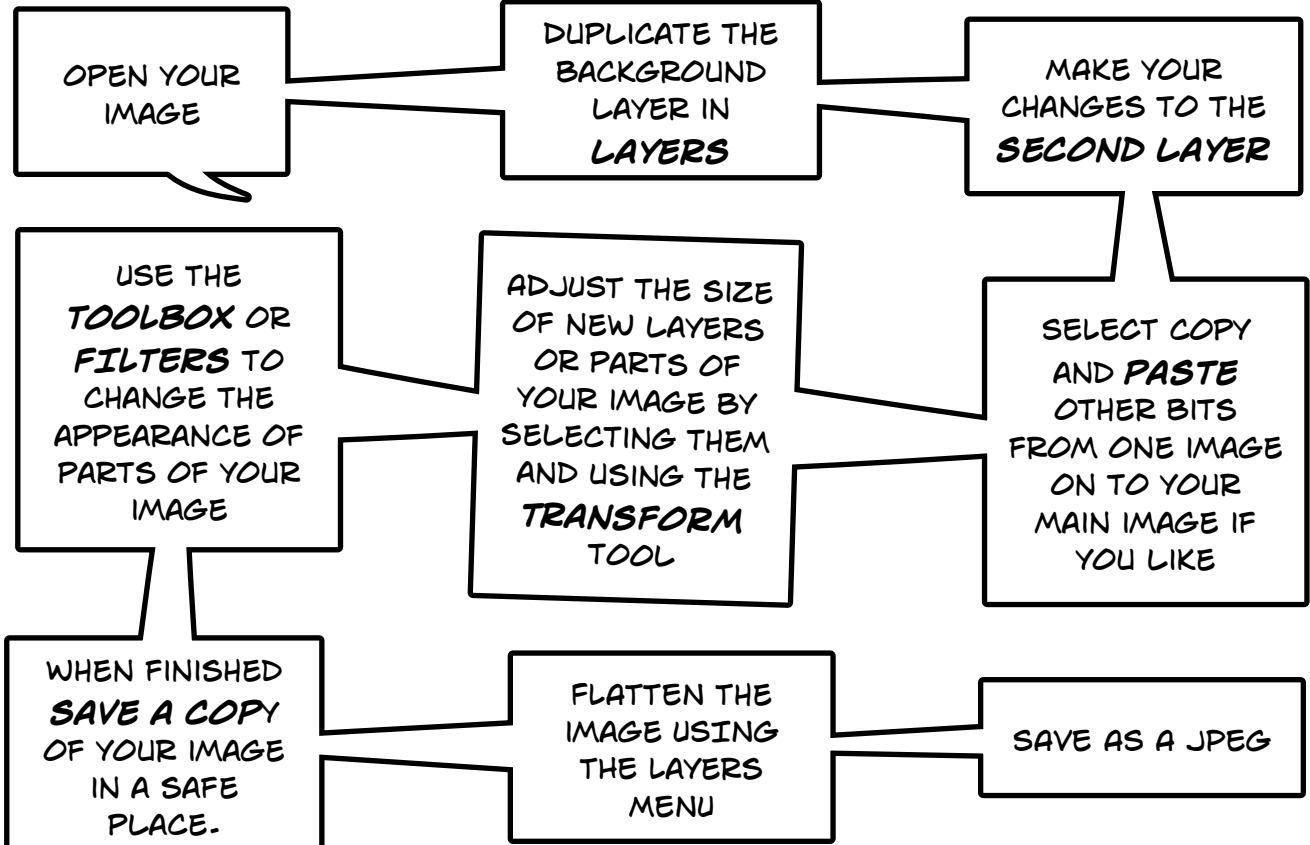 OPEN YOUR
IMAGE
DUPLICATE THE
BACKGROUND
LAYER IN
LAYERS
MAKE YOUR
CHANGES TO THE
SECOND LAYER
SELECT COPY
AND PASTE
OTHER BITS
FROM ONE IMAGE
ON TO YOUR
MAIN IMAGE IF
YOU LIKE
ADJUST THE SIZE
OF NEW LAYERS
OR PARTS OF
YOUR IMAGE BY
SELECTING THEM
AND USING THE
TRANSFORM
TOOL
USE THE
TOOLBOX OR
FILTERS TO
CHANGE THE
APPEARANCE OF
PARTS OF YOUR
IMAGE
WHEN FINISHED
SAVE A COPY
OF YOUR IMAGE
IN A SAFE
PLACE.
FLATTEN THE
IMAGE USING
THE LAYERS
MENU
SAVE AS A JPEG